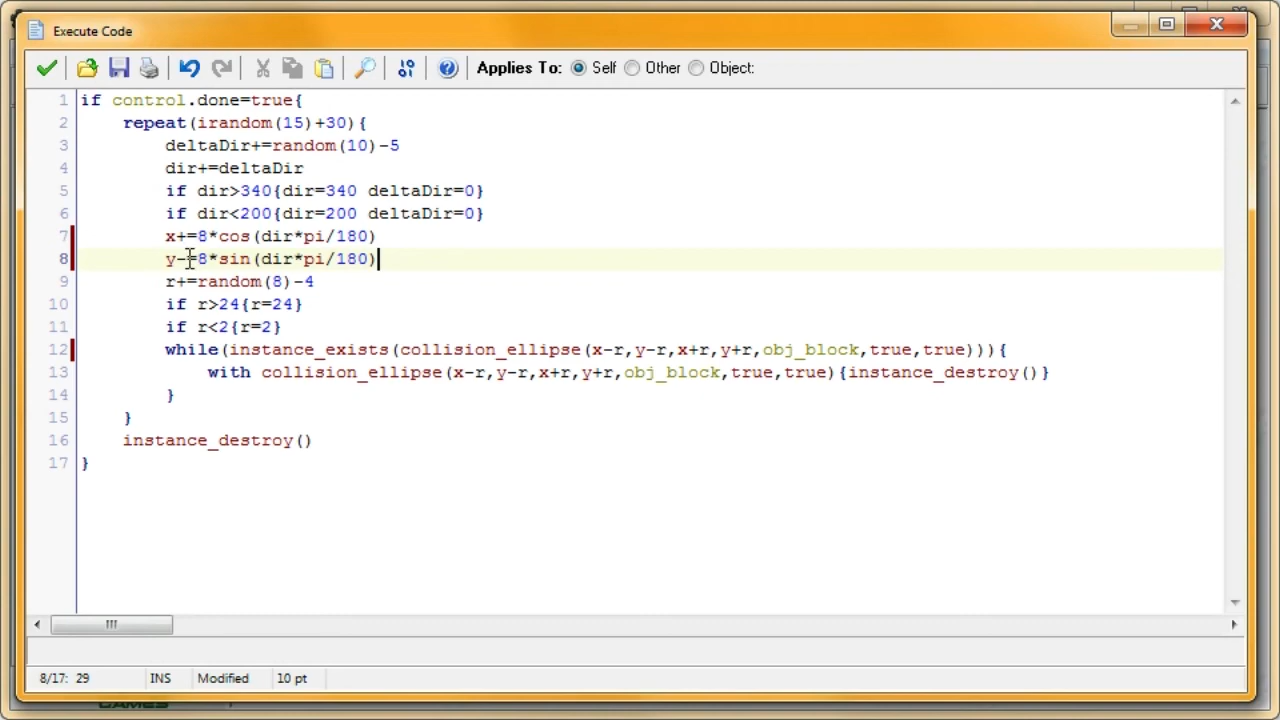 Execute Code
Applies To: Self Other Object:
1 if control.done=true{
2 repeat(irandom(15)+30){
3 deltaDir+=random(10)-5
4 dir+=deltaDir
5 if dir>340{dir=340 deltaDir=0}
6 if dir<200{dir=200 deltaDir=0}
7 x+=8*cos(dir*pi/180)
8 y-=8*sin(dir*pi/180)
9 r+=random(8)-4
10 if r>24{r=24}
11 if r<2{r=2}
12 while(instance_exists(collision_ellipse(x-r,y-r,x+r,y+r,obj_block,true,true))){
13 with collision_ellipse(x-r,y-r,x+r,y+r,obj_block,true,true){instance_destroy()}
14 }
15 }
16 instance_destroy()
17 }
8/17: 29 INS Modified 10 pt
GAMES